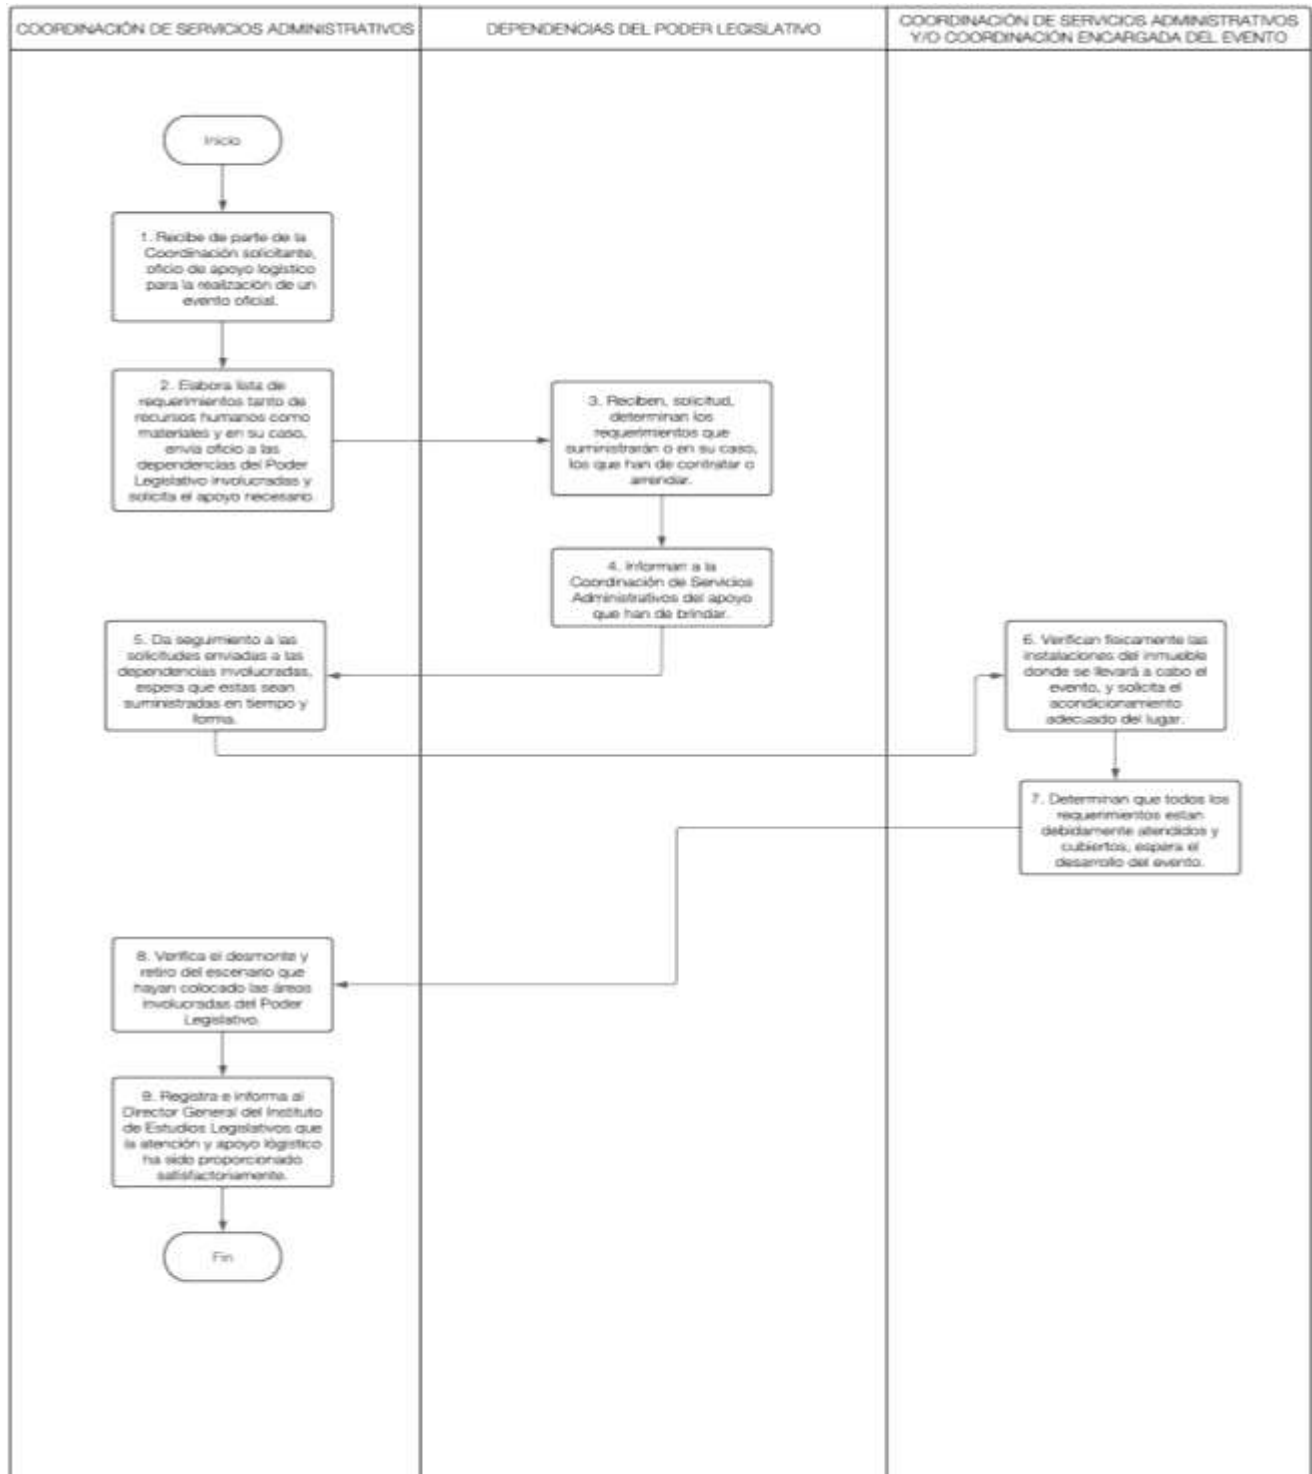 COORDINACIÓN DE SERVICIOS ADMINISTRATIVOS
DEPENDENCIAS DEL PODER LEGISLATIVO
COORDINACIÓN DE SERVICIOS ADMINISTRATIVOS
Y/O COORDINACIÓN ENCARGADA DEL EVENTO
Inicio
1. Recibe de parte de la
Coordinación solicitante,
oficio de apoyo logístico
para la realización de un
evento oficial.
2. Elabora lista de
requerimientos tanto de
recursos humanos como
materiales y en su caso,
envía oficio a las
dependencias del Poder
Legislativo involucradas y
solicita el apoyo necesario
3. Reciben, solicitud,
determinan los
requerimientos que
suministrarán o en su caso,
los que han de contratar o
arrendar.
4. Informan a la
Coordinación de Servicios
Administrativos del apoyo
que han de brindar.
5. Da seguimiento a las
solicitudes enviadas a las
dependencias involucradas,
espera que estas sean
suministradas en tiempo y
forma.
6. Verifican físicamente las
instalaciones del inmueble
donde se llevará a cabo el
evento, y solicita el
acondicionamiento
adecuado del lugar.
7. Determinan que todos los
requerimientos estan
debidamente atendidos y
cubiertos, espera el
desarrollo del evento.
8. Verifica el desmonte y
retiro del escenario que
hayan colocado las áreas
involucradas del Poder
Legislativo.
9. Registra e informa al
Director General del Instituto
de Estudios Legislativos que
la atención y apoyo lógistico
ha sido proporcionado
satisfactoriamente.
Fin